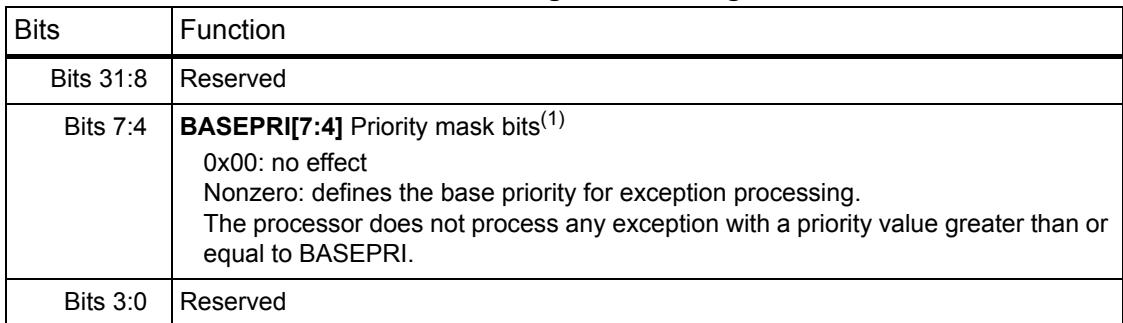 Bits Function
Bits 31:8 Reserved
Bits 7:4 BASEPRI[7:4] Priority mask bits(1)
0x00: no effect
Nonzero: defines the base priority for exception processing.
The processor does not process any exception with a priority value greater than or
equal to BASEPRI.
Bits 3:0 Reserved